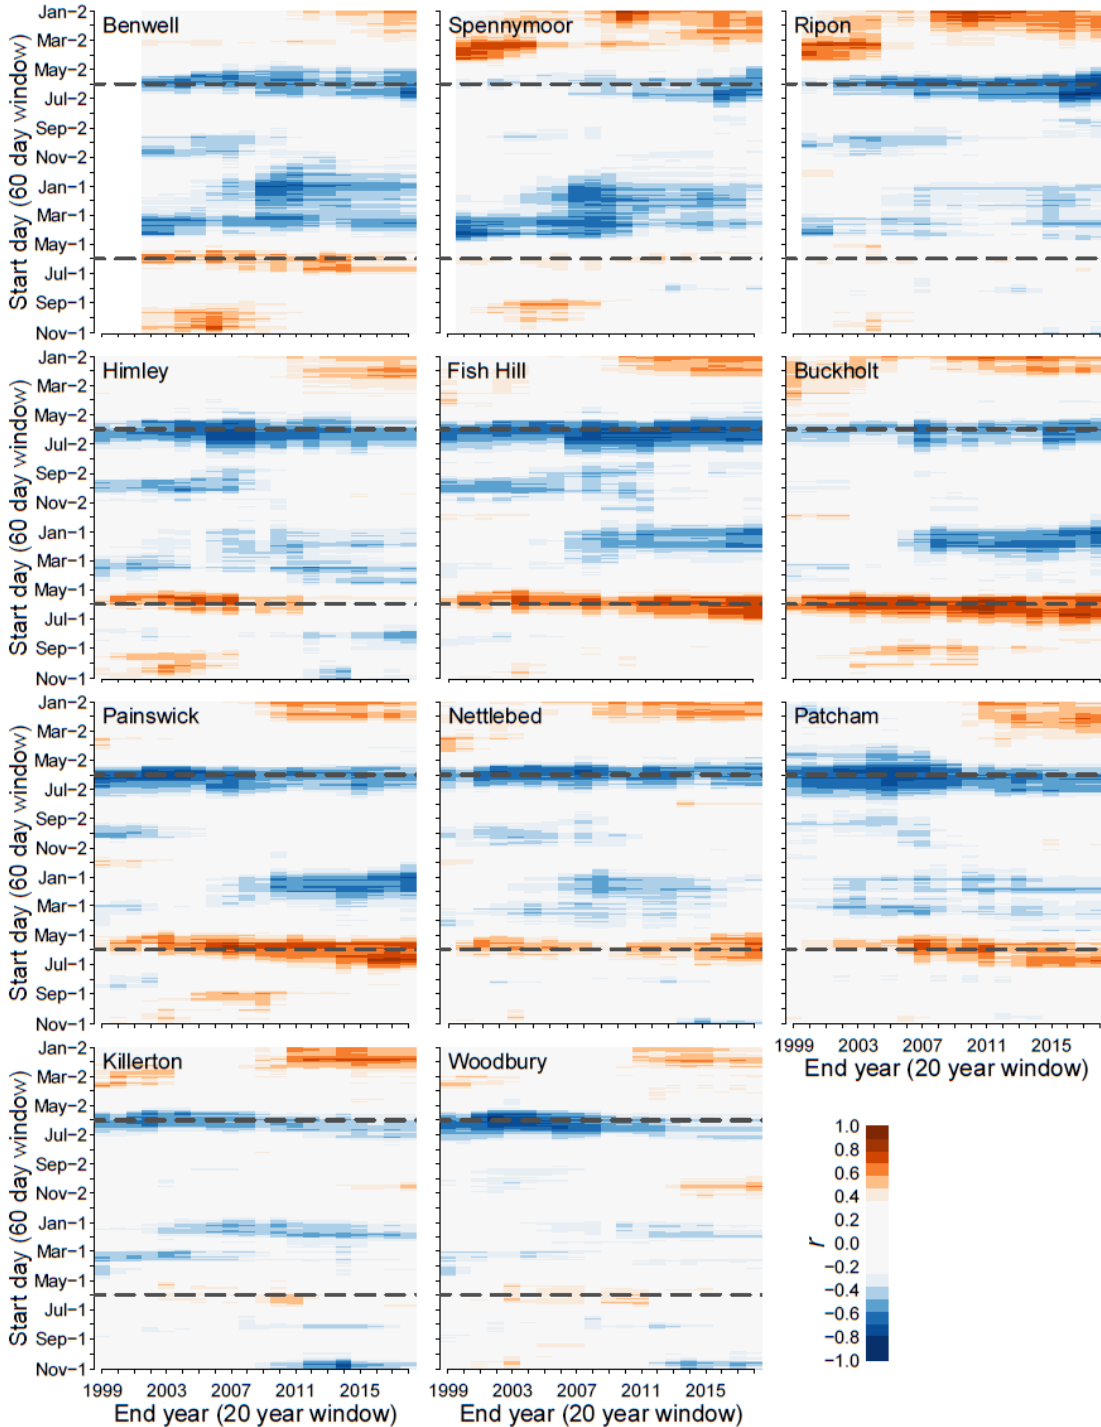 Benwell
Spennymoor
Ripon
Jan−2
Mar−2
May−2
Jul−2
Sep−2
Nov−2
Jan−1
Mar−1
May−1
Jul−1
Sep−1
Nov−1
Start day (60 day window)
Himley
Fish Hill
Buckholt
Jan−2
Mar−2
May−2
Jul−2
Sep−2
Nov−2
Jan−1
Mar−1
May−1
Jul−1
Sep−1
Nov−1
Start day (60 day window)
Painswick
Nettlebed
Patcham
Jan−2
Mar−2
May−2
Jul−2
Sep−2
Nov−2
Jan−1
Mar−1
May−1
Jul−1
Sep−1
Nov−1
Start day (60 day window)
1999 2003 2007 2011 2015
End year (20 year window)
Killerton
Woodbury
Jan−2
Mar−2
May−2
Jul−2
Sep−2
Nov−2
Jan−1
Mar−1
May−1
Jul−1
Sep−1
Nov−1
Start day (60 day window)
1999 2003 2007 2011 2015
End year (20 year window)
1999 2003 2007 2011 2015
End year (20 year window)
r
1.0
0.8
0.6
0.4
0.2
0.0
−0.2
−0.4
−0.6
−0.8
−1.0